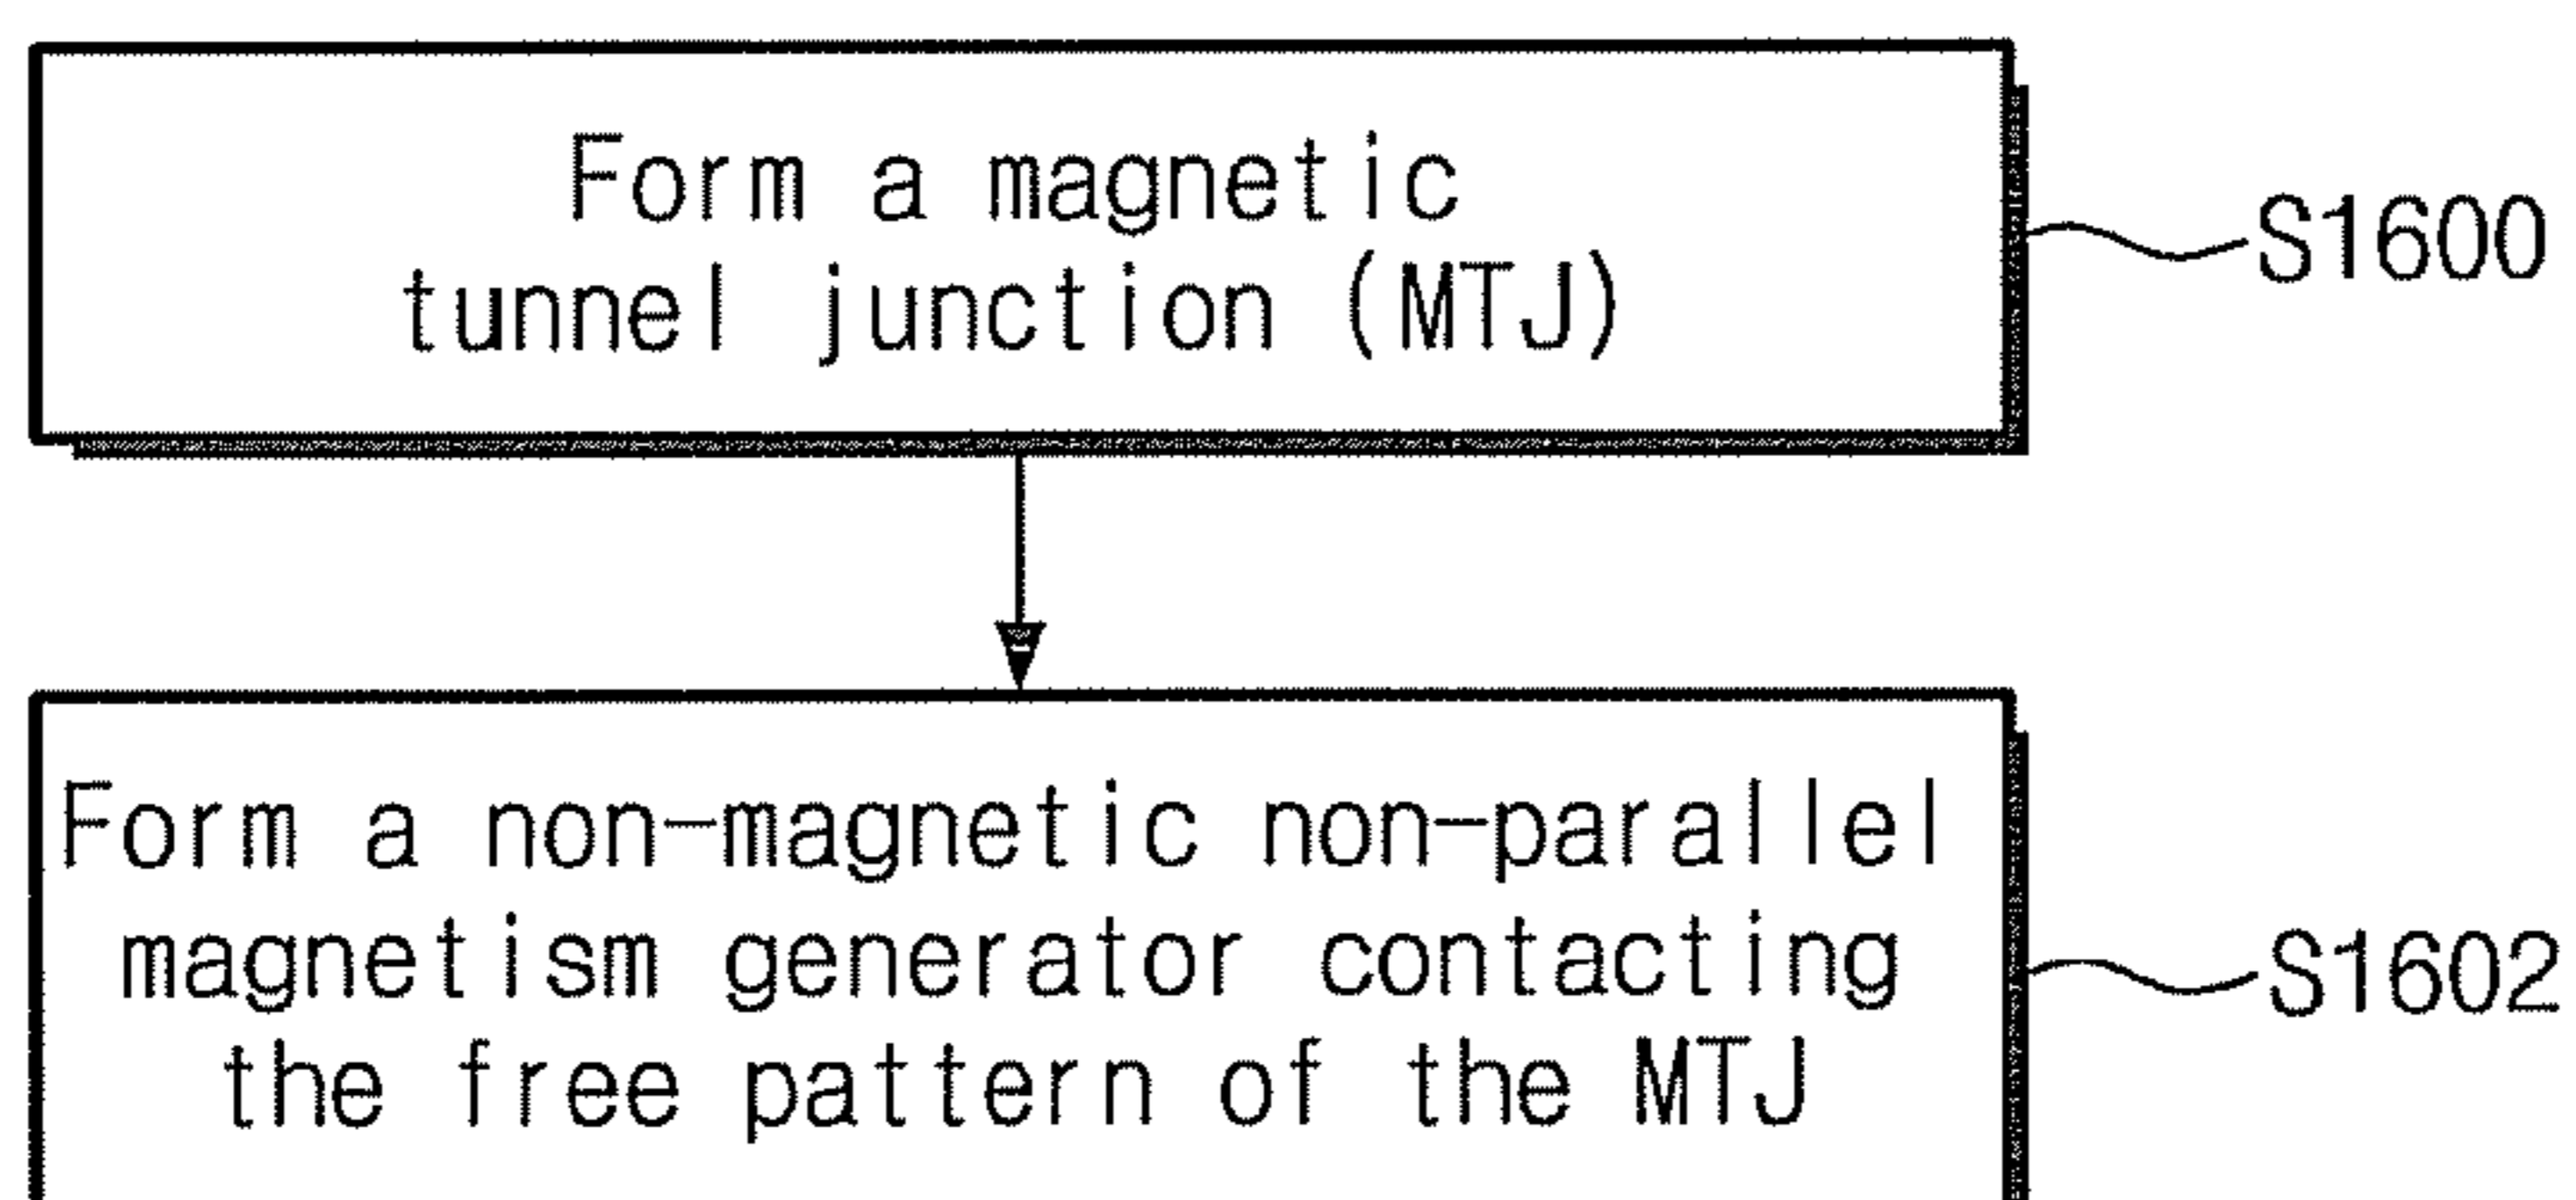 Form a magnetic
tunnel junction (MTJ)
S1600
Form a non-magnetic non-parallel
magnetism generator contacting
the free pattern of the MTJ
S1602